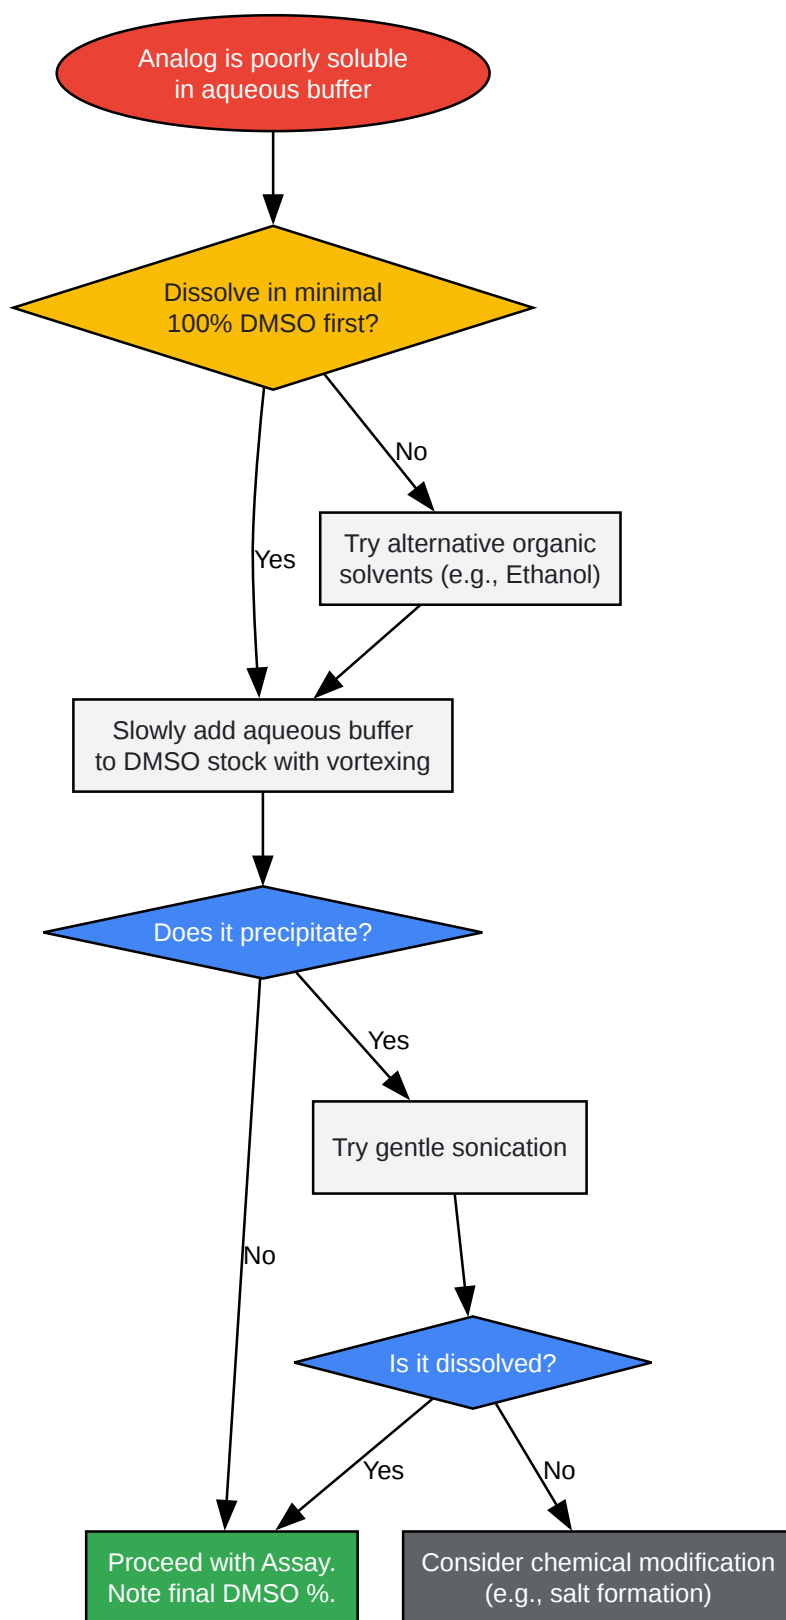 Analog is poorly soluble
in aqueous buffer
Dissolve in minimal
100% DMSO first?
No
Try alternative organic
solvents (e.g., Ethanol)
Yes
Slowly add aqueous buffer
to DMSO stock with vortexing
Does it precipitate?
Yes
Try gentle sonication
No
Is it dissolved?
Yes
No
Proceed with Assay.
Note final DMSO %.
Consider chemical modification
(e.g., salt formation)